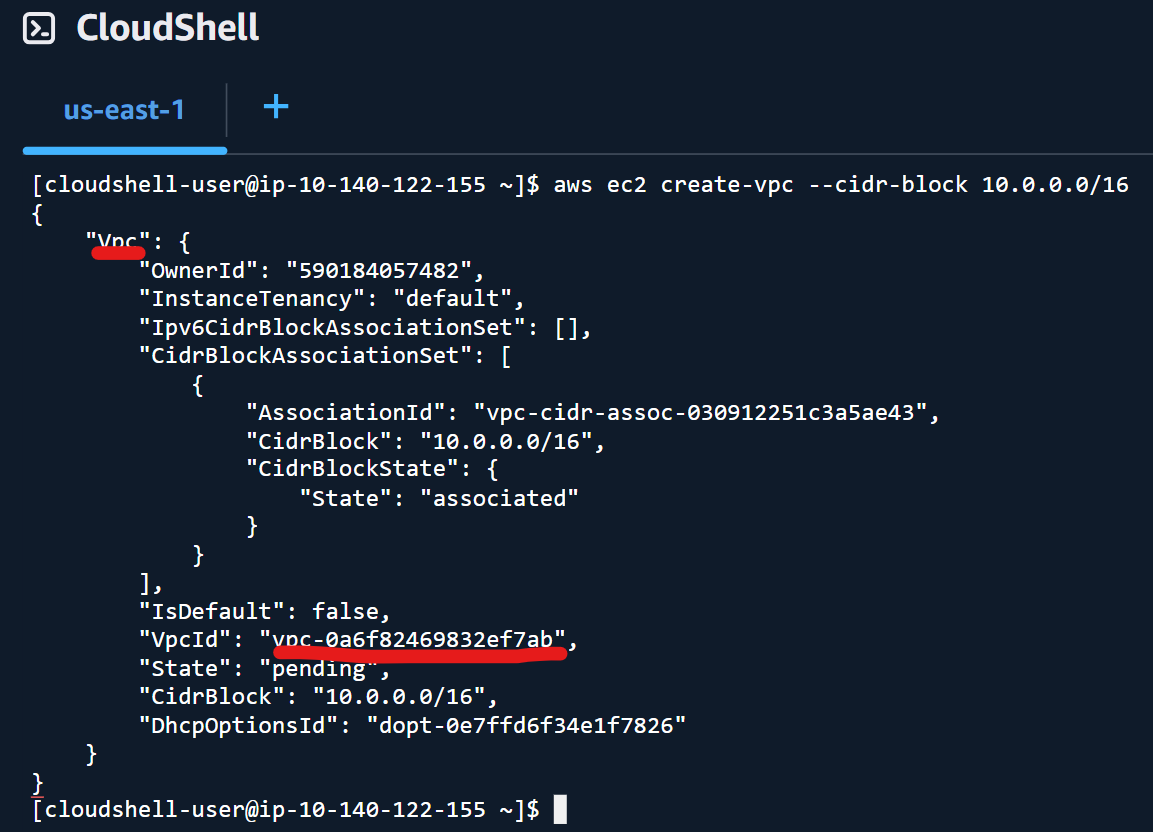 CloudShell
us-east-1
[cloudshell-user@ip-10-140-122-155 ~]$ aws ec2 create-vpc --cidr-block 10.0.0.0/16
{
    "Vpc": {
        "OwnerId": "590184057482",
        "InstanceTenancy": "default",
        "Ipv6CidrBlockAssociationSet": [],
        "CidrBlockAssociationSet": [
            {
                "AssociationId": "vpc-cidr-assoc-030912251c3a5ae43",
                "CidrBlock": "10.0.0.0/16",
                "CidrBlockState": {
                    "State": "associated"
                }
            }
        ],
        "IsDefault": false,
        "VpcId": "vpc-0a6f82469832ef7ab",
        "State": "pending",
        "CidrBlock": "10.0.0.0/16",
        "DhcpOptionsId": "dopt-0e7ffd6f34e1f7826"
    }
}
[cloudshell-user@ip-10-140-122-155 ~]$